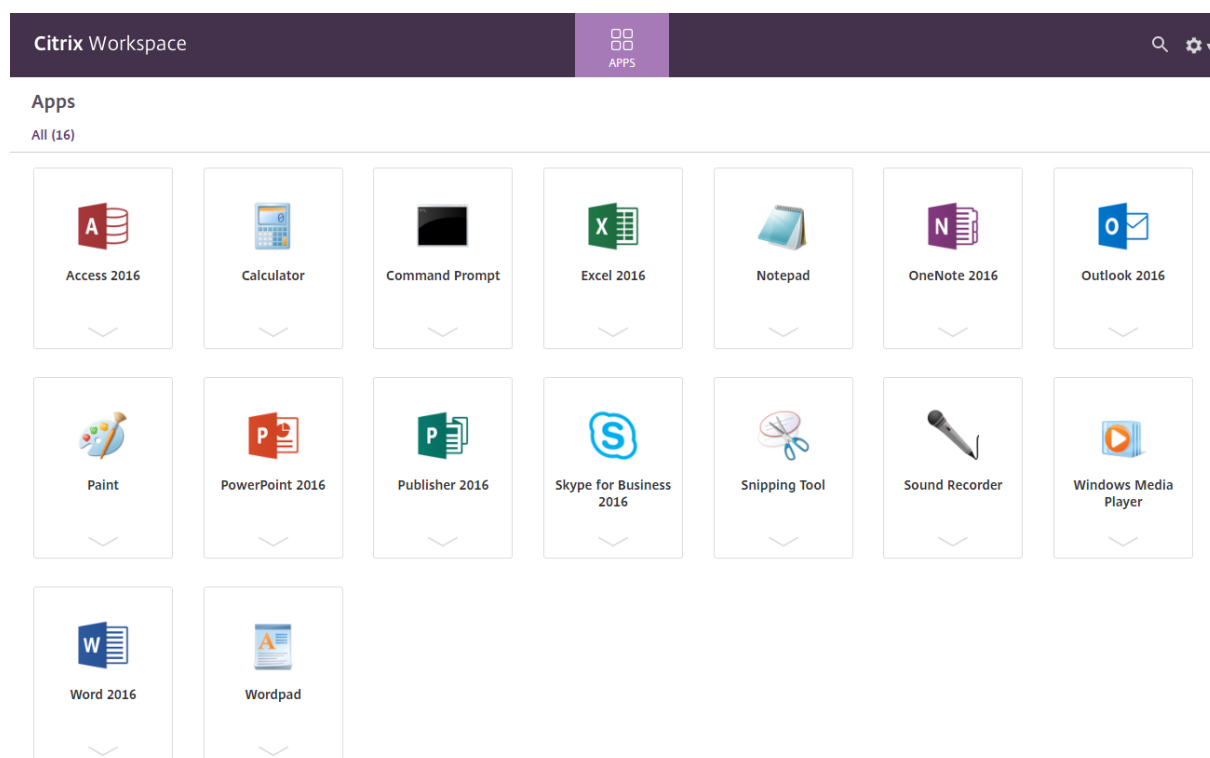 Citrix Workspace
APPS
Apps
All (16)
Access 2016
Calculator
Command Prompt
Excel 2016
Notepad
OneNote 2016
Outlook 2016
Paint
PowerPoint 2016
Publisher 2016
Skype for Business
2016
Snipping Tool
Sound Recorder
Windows Media
Player
Word 2016
Wordpad